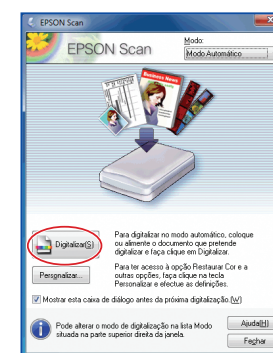 EPSON Scan
EPSON Scan
Modo:
Modo Automático
Business News
Digitalizar(S)
Para digitalizar no modo automático, coloque
ou alimente o documento que pretende
digitalizar e faça clique em Digitalizar.
Personalizar...
Para ter acesso à opção Restaurar Cor e a
outras opções, faça clique na tecla
Personalizar e efectue as definições.
Mostrar esta caixa de diálogo antes da próxima digitalização.(W)
Pode alterar o modo de digitalização na lista Modo
situada na parte superior direita da janela.
Ajuda(H)
Fechar